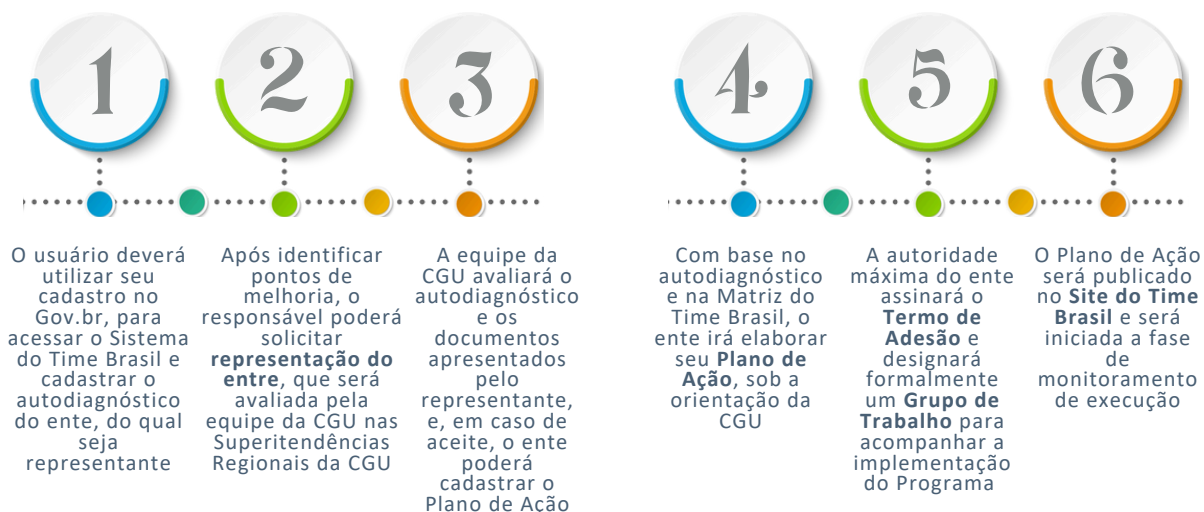 1
O usuário deverá
utilizar seu
cadastro no
Gov.br, para
acessar o Sistema
do Time Brasil e
cadastrar o
autodiagnóstico
do ente, do qual
seja
representante
2
Após identificar
pontos de
melhoria, o
responsável poderá
solicitar
representação do
entre, que será
avaliada pela
equipe da CGU nas
Superitendências
Regionais da CGU
3
A equipe da
CGU avaliará o
autodiagnóstico
e os
documentos
apresentados
pelo
representante,
e, em caso de
aceite, o ente
poderá
cadastrar o
Plano de Ação
4
Com base no
autodiagnóstico
e na Matriz do
Time Brasil, o
ente irá elaborar
seu Plano de
Ação, sob a
orientação da
CGU
5
A autoridade
máxima do ente
assinará o
Termo de
Adesão e
designará
formalmente
um Grupo de
Trabalho para
acompanhar a
implementação
do Programa
6
O Plano de Ação
será publicado
no Site do Time
Brasil e será
iniciada a fase
de
monitoramento
de execução